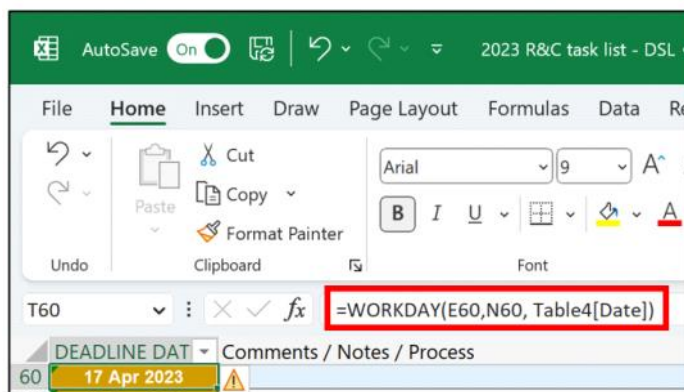 AutoSave On 2023 R&C task list - DSL
File Home Insert Draw Page Layout Formulas Data
Cut
Arial 9 A
Paste
Copy
B I U A
Format Painter
Undo Clipboard Font
T60 fx =WORKDAY(E60,N60, Table4[Date])
DEADLINE DAT Comments / Notes / Process
60 17 Apr 2023